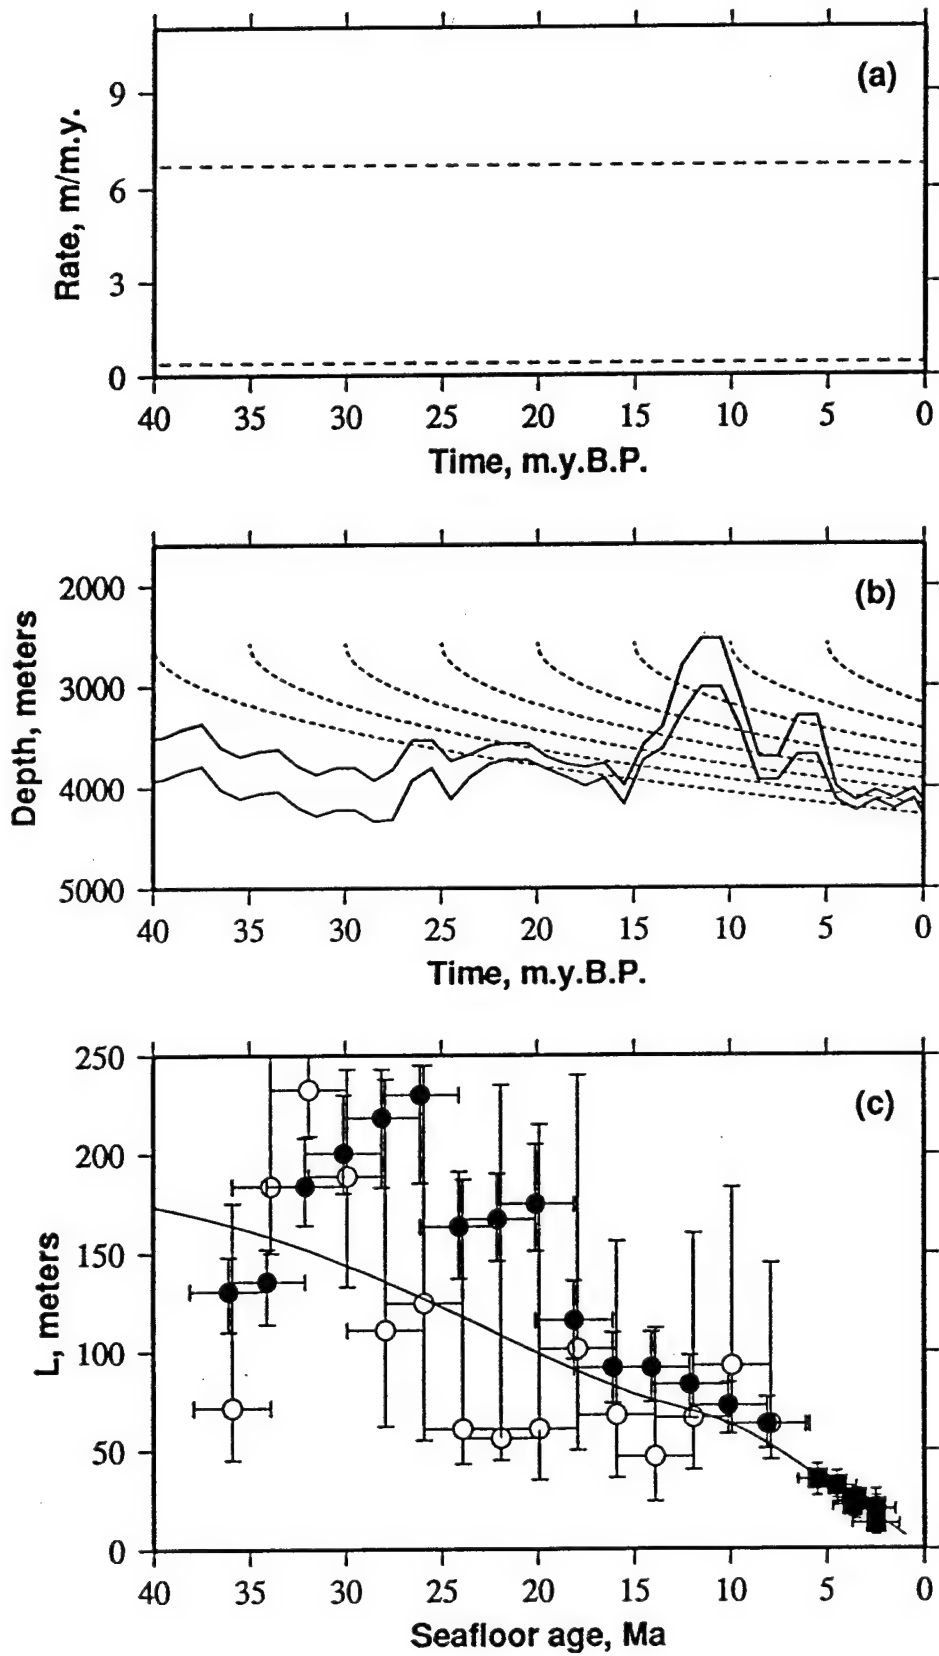 (a)
Rate, m/m.y.
9
6
3
0
40 35 30 25 20 15 10 5 0
Time, m.y.B.P.
(b)
Depth, meters
2000
3000
4000
5000
40 35 30 25 20 15 10 5 0
Time, m.y.B.P.
(c)
L, meters
250
200
150
100
50
0
40 35 30 25 20 15 10 5 0
Seafloor age, Ma